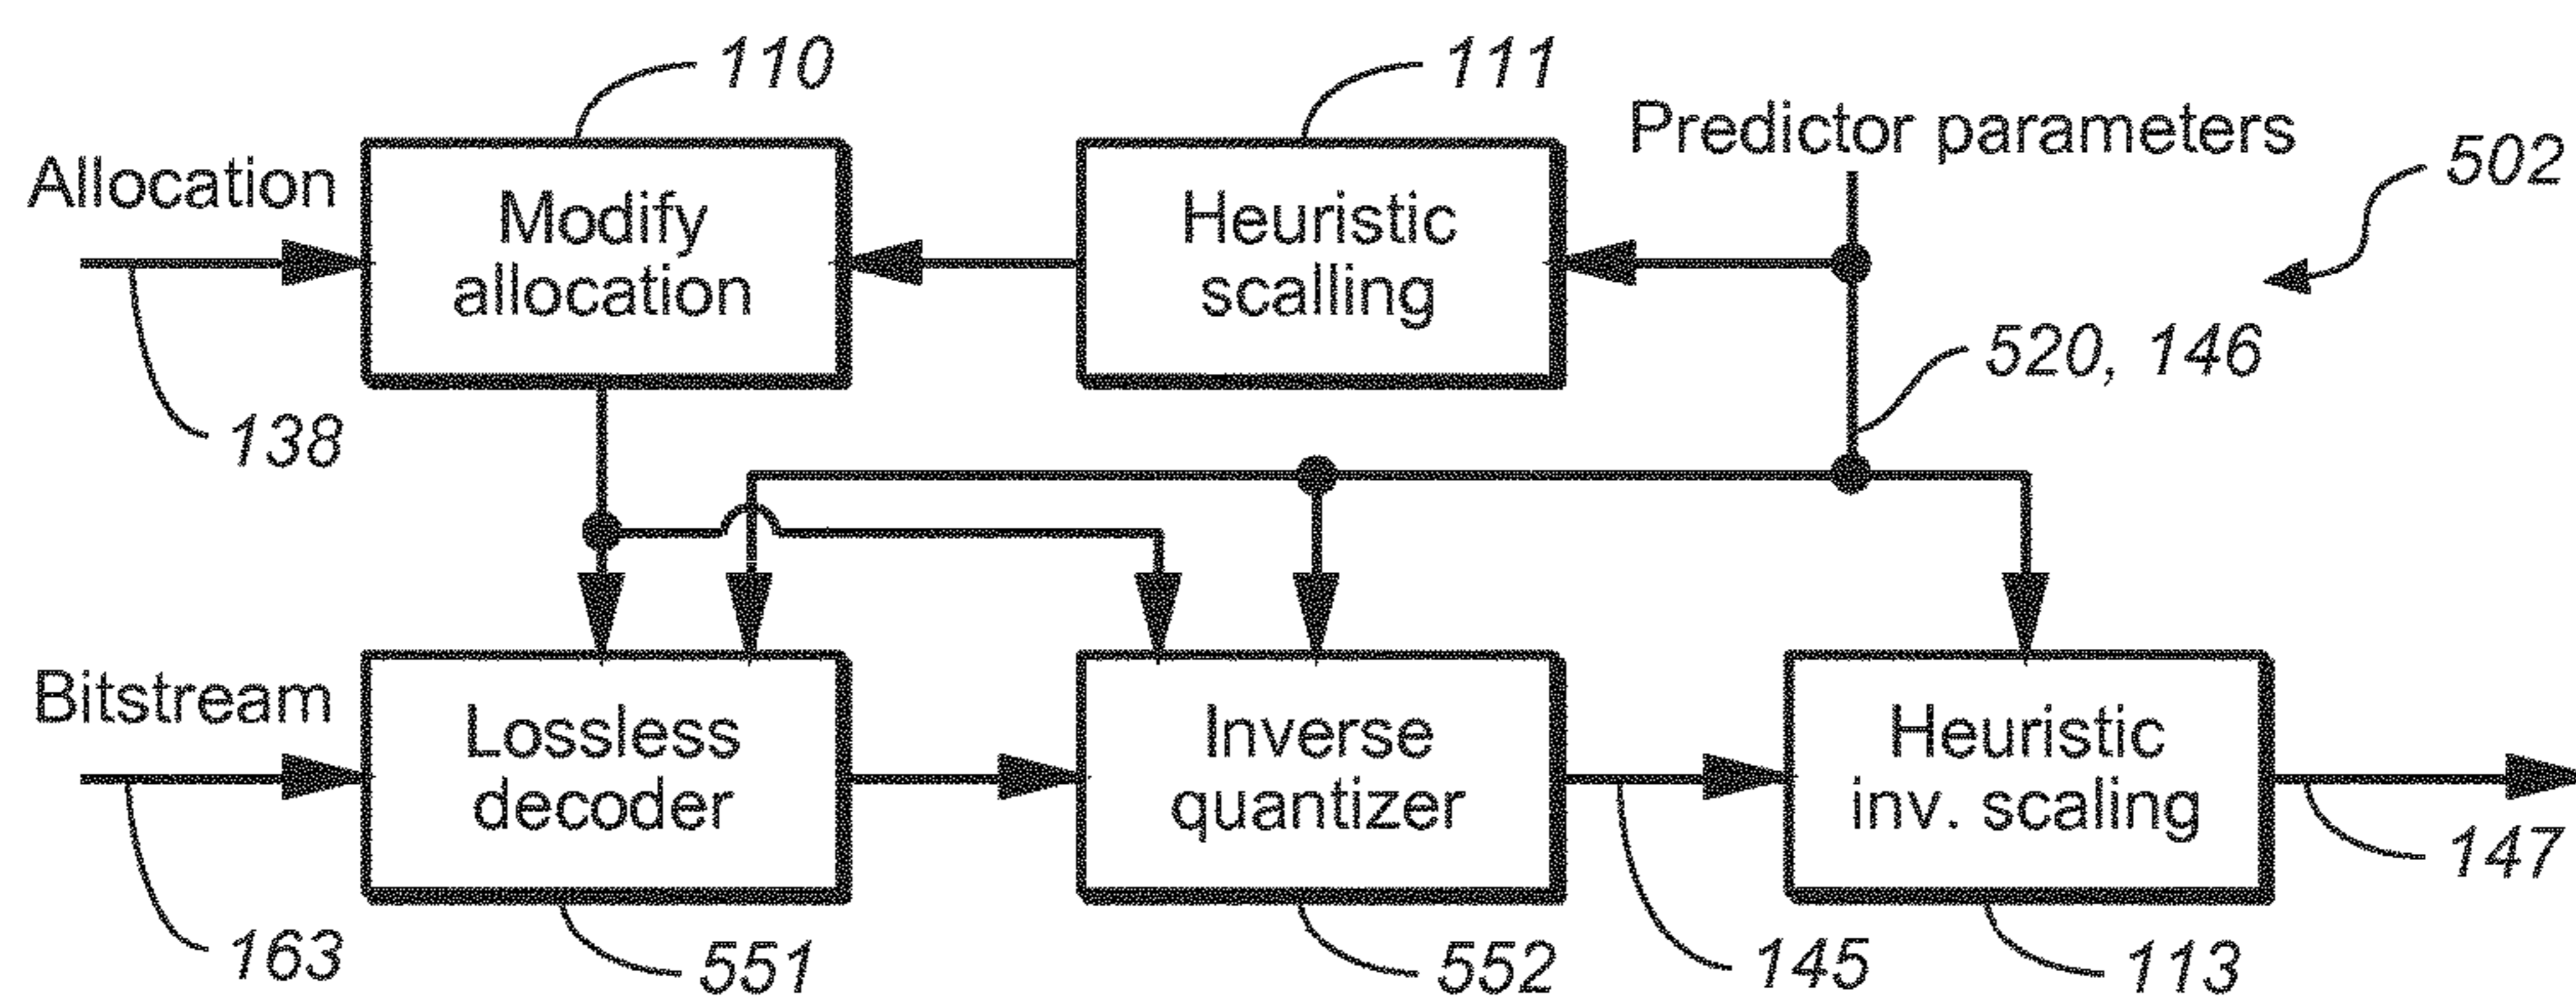 110
111
Predictor parameters
502
Allocation
Modify
allocation
Heuristic
scalling
520, 146
138
Bitstream
Lossless
decoder
Inverse
quantizer
Heuristic
inv. scaling
147
163
551
552
145
113